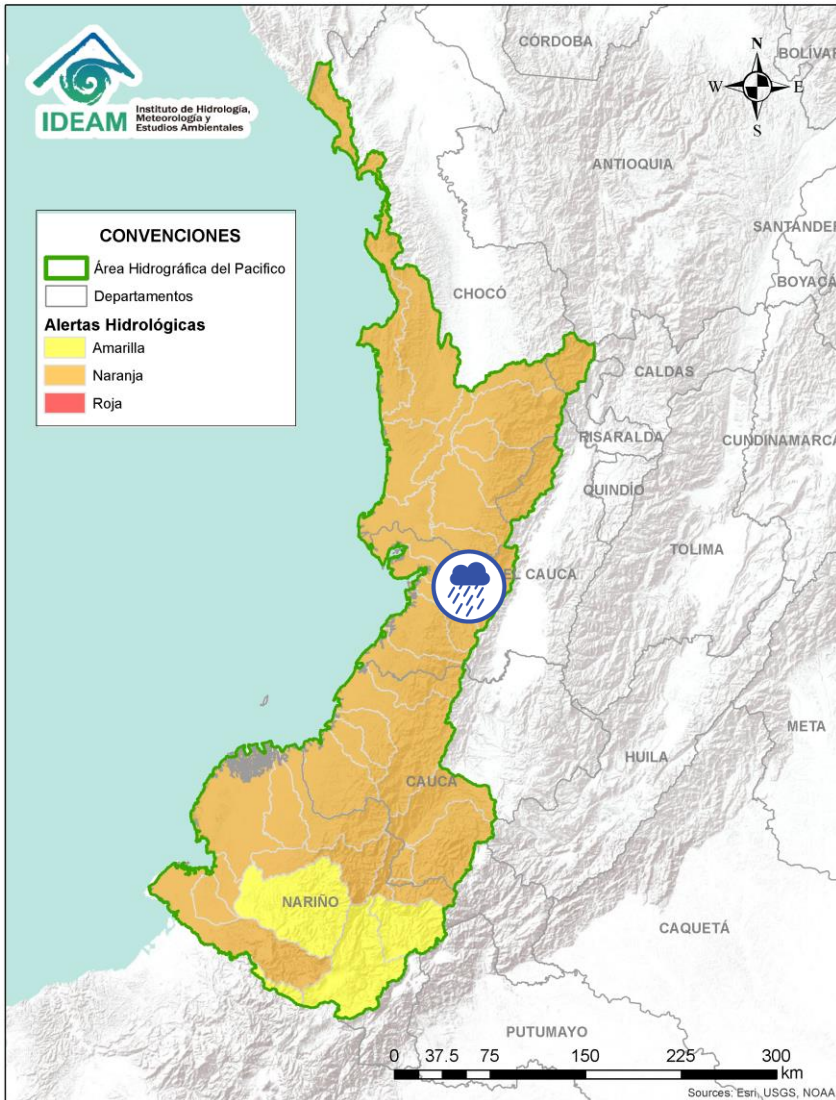 CÓRDOBA
BOLÍVAR
N
W
E
S
IDEAM
Instituto de Hidrología,
Meteorología y
Estudios Ambientales
ANTIOQUIA
SANTANDER
CONVENCIONES
Área Hidrográfica del Pacifico
Departamentos
Alertas Hidrológicas
Amarilla
Naranja
Roja
BOYACÁ
CHOCÓ
CALDAS
RISARALDA
CUNDINAMARCA
QUINDÍO
TOLIMA
EL CAUCA
META
HUILA
CAUCA
NARIÑO
CAQUETÁ
PUTUMAYO
0 37.5 75 150 225 300
km
Sources: Esri, USGS, NOAA